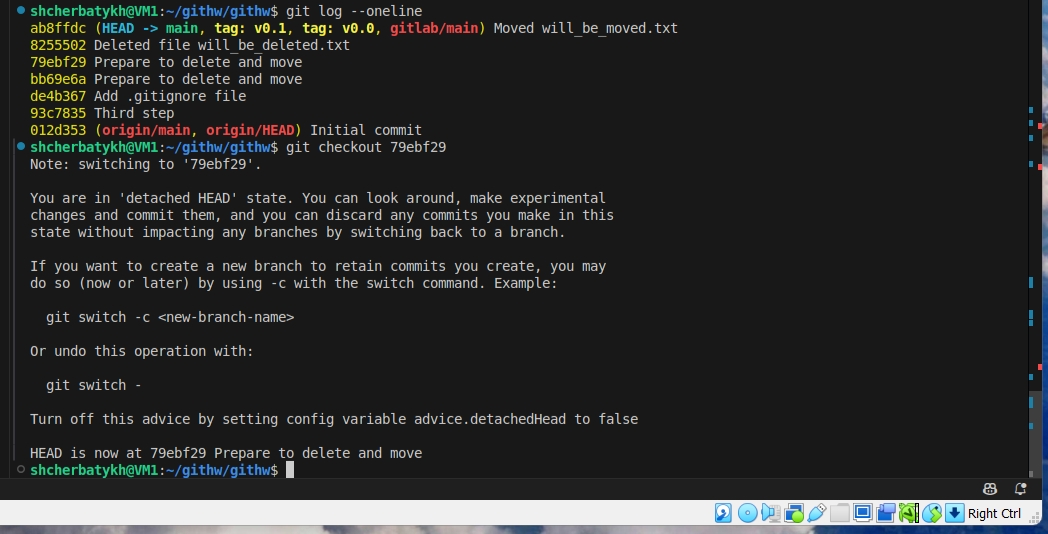 shcherbatykh@VM1:~/githw/githw$ git log --oneline
ab8ffdc (HEAD -> main, tag: v0.1, tag: v0.0, gitlab/main) Moved will_be_moved.txt
8255502 Deleted file will_be_deleted.txt
79ebf29 Prepare to delete and move
bb69e6a Prepare to delete and move
de4b367 Add .gitignore file
93c7835 Third step
012d353 (origin/main, origin/HEAD) Initial commit
shcherbatykh@VM1:~/githw/githw$ git checkout 79ebf29
Note: switching to '79ebf29'.
You are in 'detached HEAD' state. You can look around, make experimental
changes and commit them, and you can discard any commits you make in this
state without impacting any branches by switching back to a branch.
If you want to create a new branch to retain commits you create, you may
do so (now or later) by using -c with the switch command. Example:
git switch -c <new-branch-name>
Or undo this operation with:
git switch -
Turn off this advice by setting config variable advice.detachedHead to false
HEAD is now at 79ebf29 Prepare to delete and move
shcherbatykh@VM1:~/githw/githw$
Right Ctrl